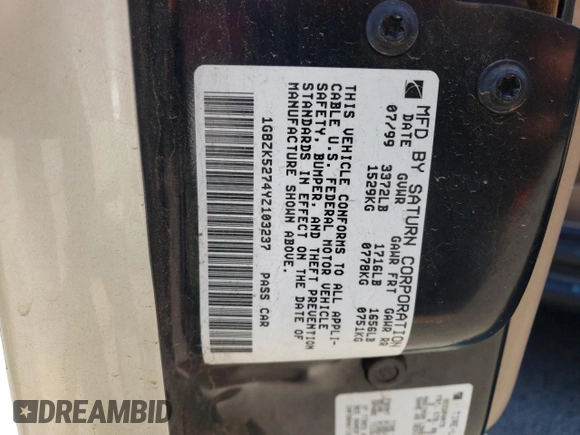 MFD BY SATURN CORPORATION
DATE GVWR GAWR FRT GAWR RR
07/99 3372LB 1716LB 1656LB
1529KG 0778KG 0751KG
THIS VEHICLE CONFORMS TO ALL APPLI-
CABLE U.S. FEDERAL MOTOR VEHICLE
SAFETY, BUMPER, AND THEFT PREVENTION
STANDARDS IN EFFECT ON THE DATE OF
MANUFACTURE SHOWN ABOVE.
1G8ZK5274YZ103237 PASS CAR
DREAMBID